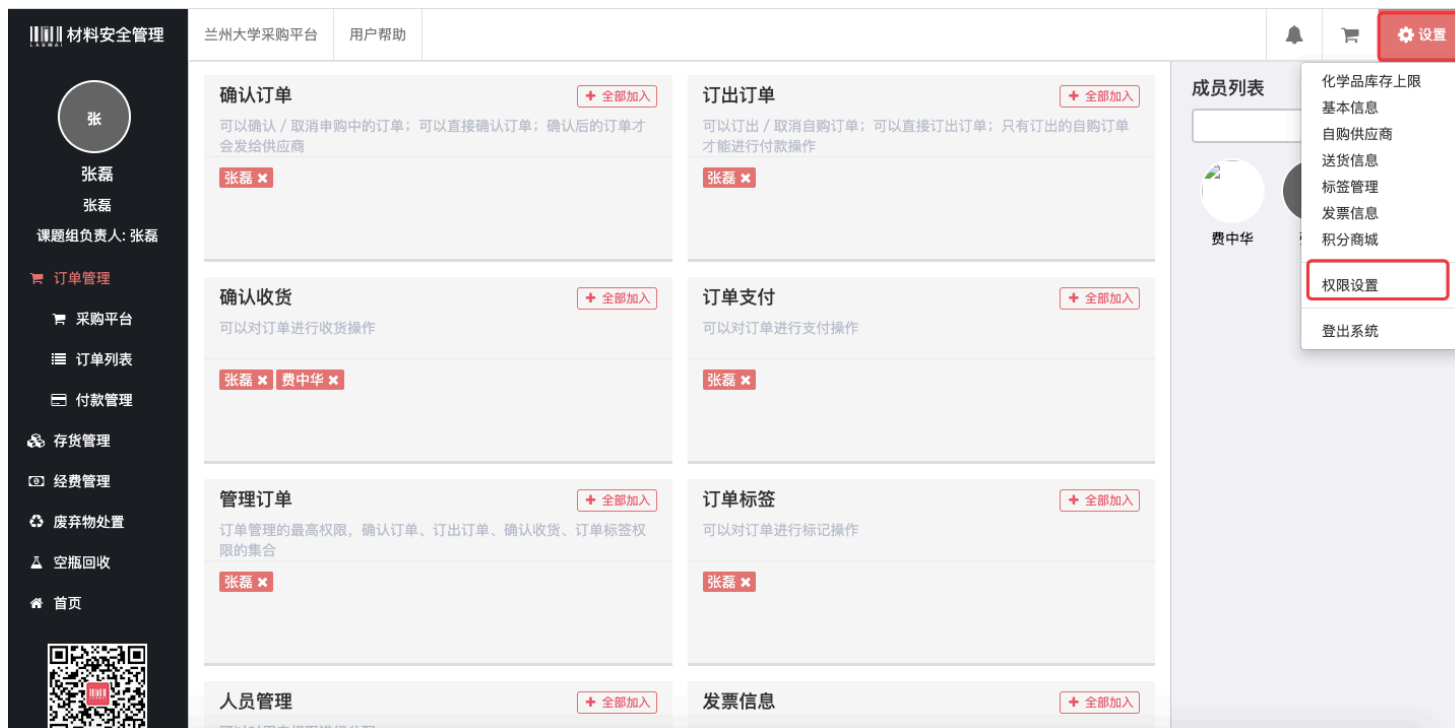 材料安全管理
LABMAI
兰州大学采购平台
用户帮助
设置
张
张磊
张磊
课题组负责人: 张磊
订单管理
采购平台
订单列表
付款管理
存货管理
经费管理
废弃物处置
空瓶回收
首页
确认订单
全部加入
可以确认 / 取消申购中的订单；可以直接确认订单；确认后的订单才
会发给供应商
张磊
订出订单
全部加入
可以订出 / 取消自购订单；可以直接订出订单；只有订出的自购订单
才能进行付款操作
张磊
确认收货
全部加入
可以对订单进行收货操作
张磊
费中华
订单支付
全部加入
可以对订单进行支付操作
张磊
管理订单
全部加入
订单管理的最高权限，确认订单、订出订单、确认收货、订单标签权
限的集合
张磊
订单标签
全部加入
可以对订单进行标记操作
张磊
人员管理
全部加入
发票信息
全部加入
成员列表
费中华
化学品库存上限
基本信息
自购供应商
送货信息
标签管理
发票信息
积分商城
权限设置
登出系统